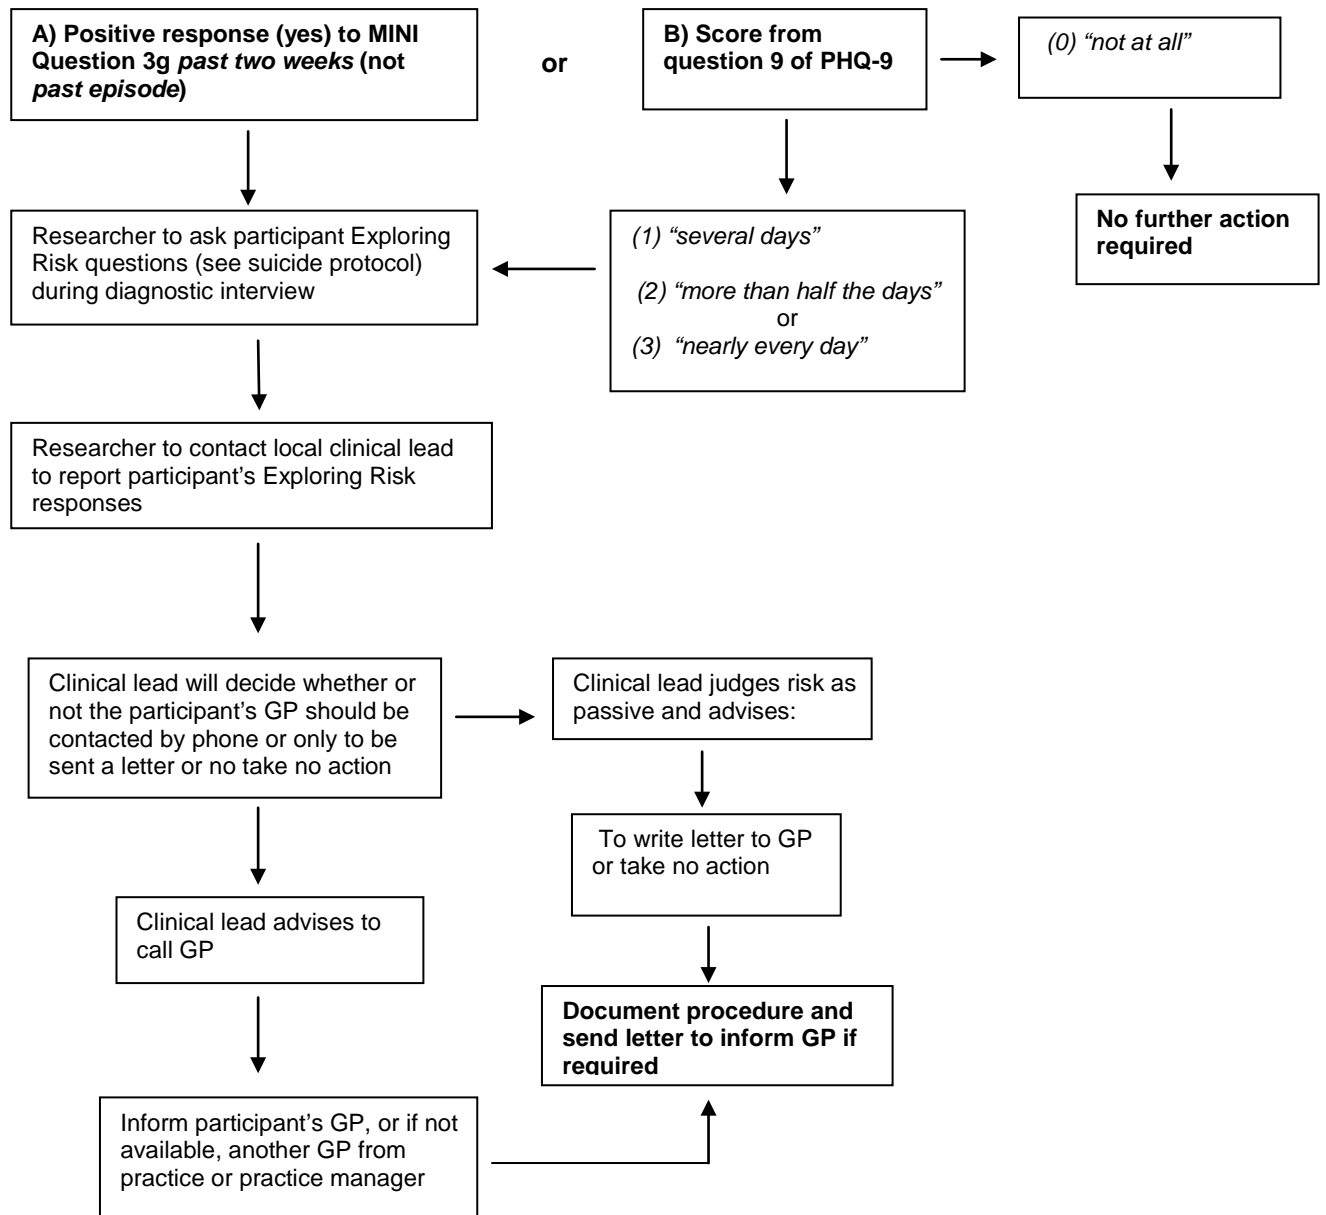 A) Positive response (yes) to MINI
Question 3g past two weeks (not
past episode)
or
B) Score from
question 9 of PHQ-9
(0) “not at all”
No further action
required
Researcher to ask participant Exploring
Risk questions (see suicide protocol)
during diagnostic interview
(1) “several days”
(2) “more than half the days”
or
(3) “nearly every day”
Researcher to contact local clinical lead
to report participant’s Exploring Risk
responses
Clinical lead will decide whether or
not the participant’s GP should be
contacted by phone or only to be
sent a letter or no take no action
Clinical lead judges risk as
passive and advises:
To write letter to GP
or take no action
Clinical lead advises to
call GP
Document procedure and
send letter to inform GP if
required
Inform participant’s GP, or if not
available, another GP from
practice or practice manager